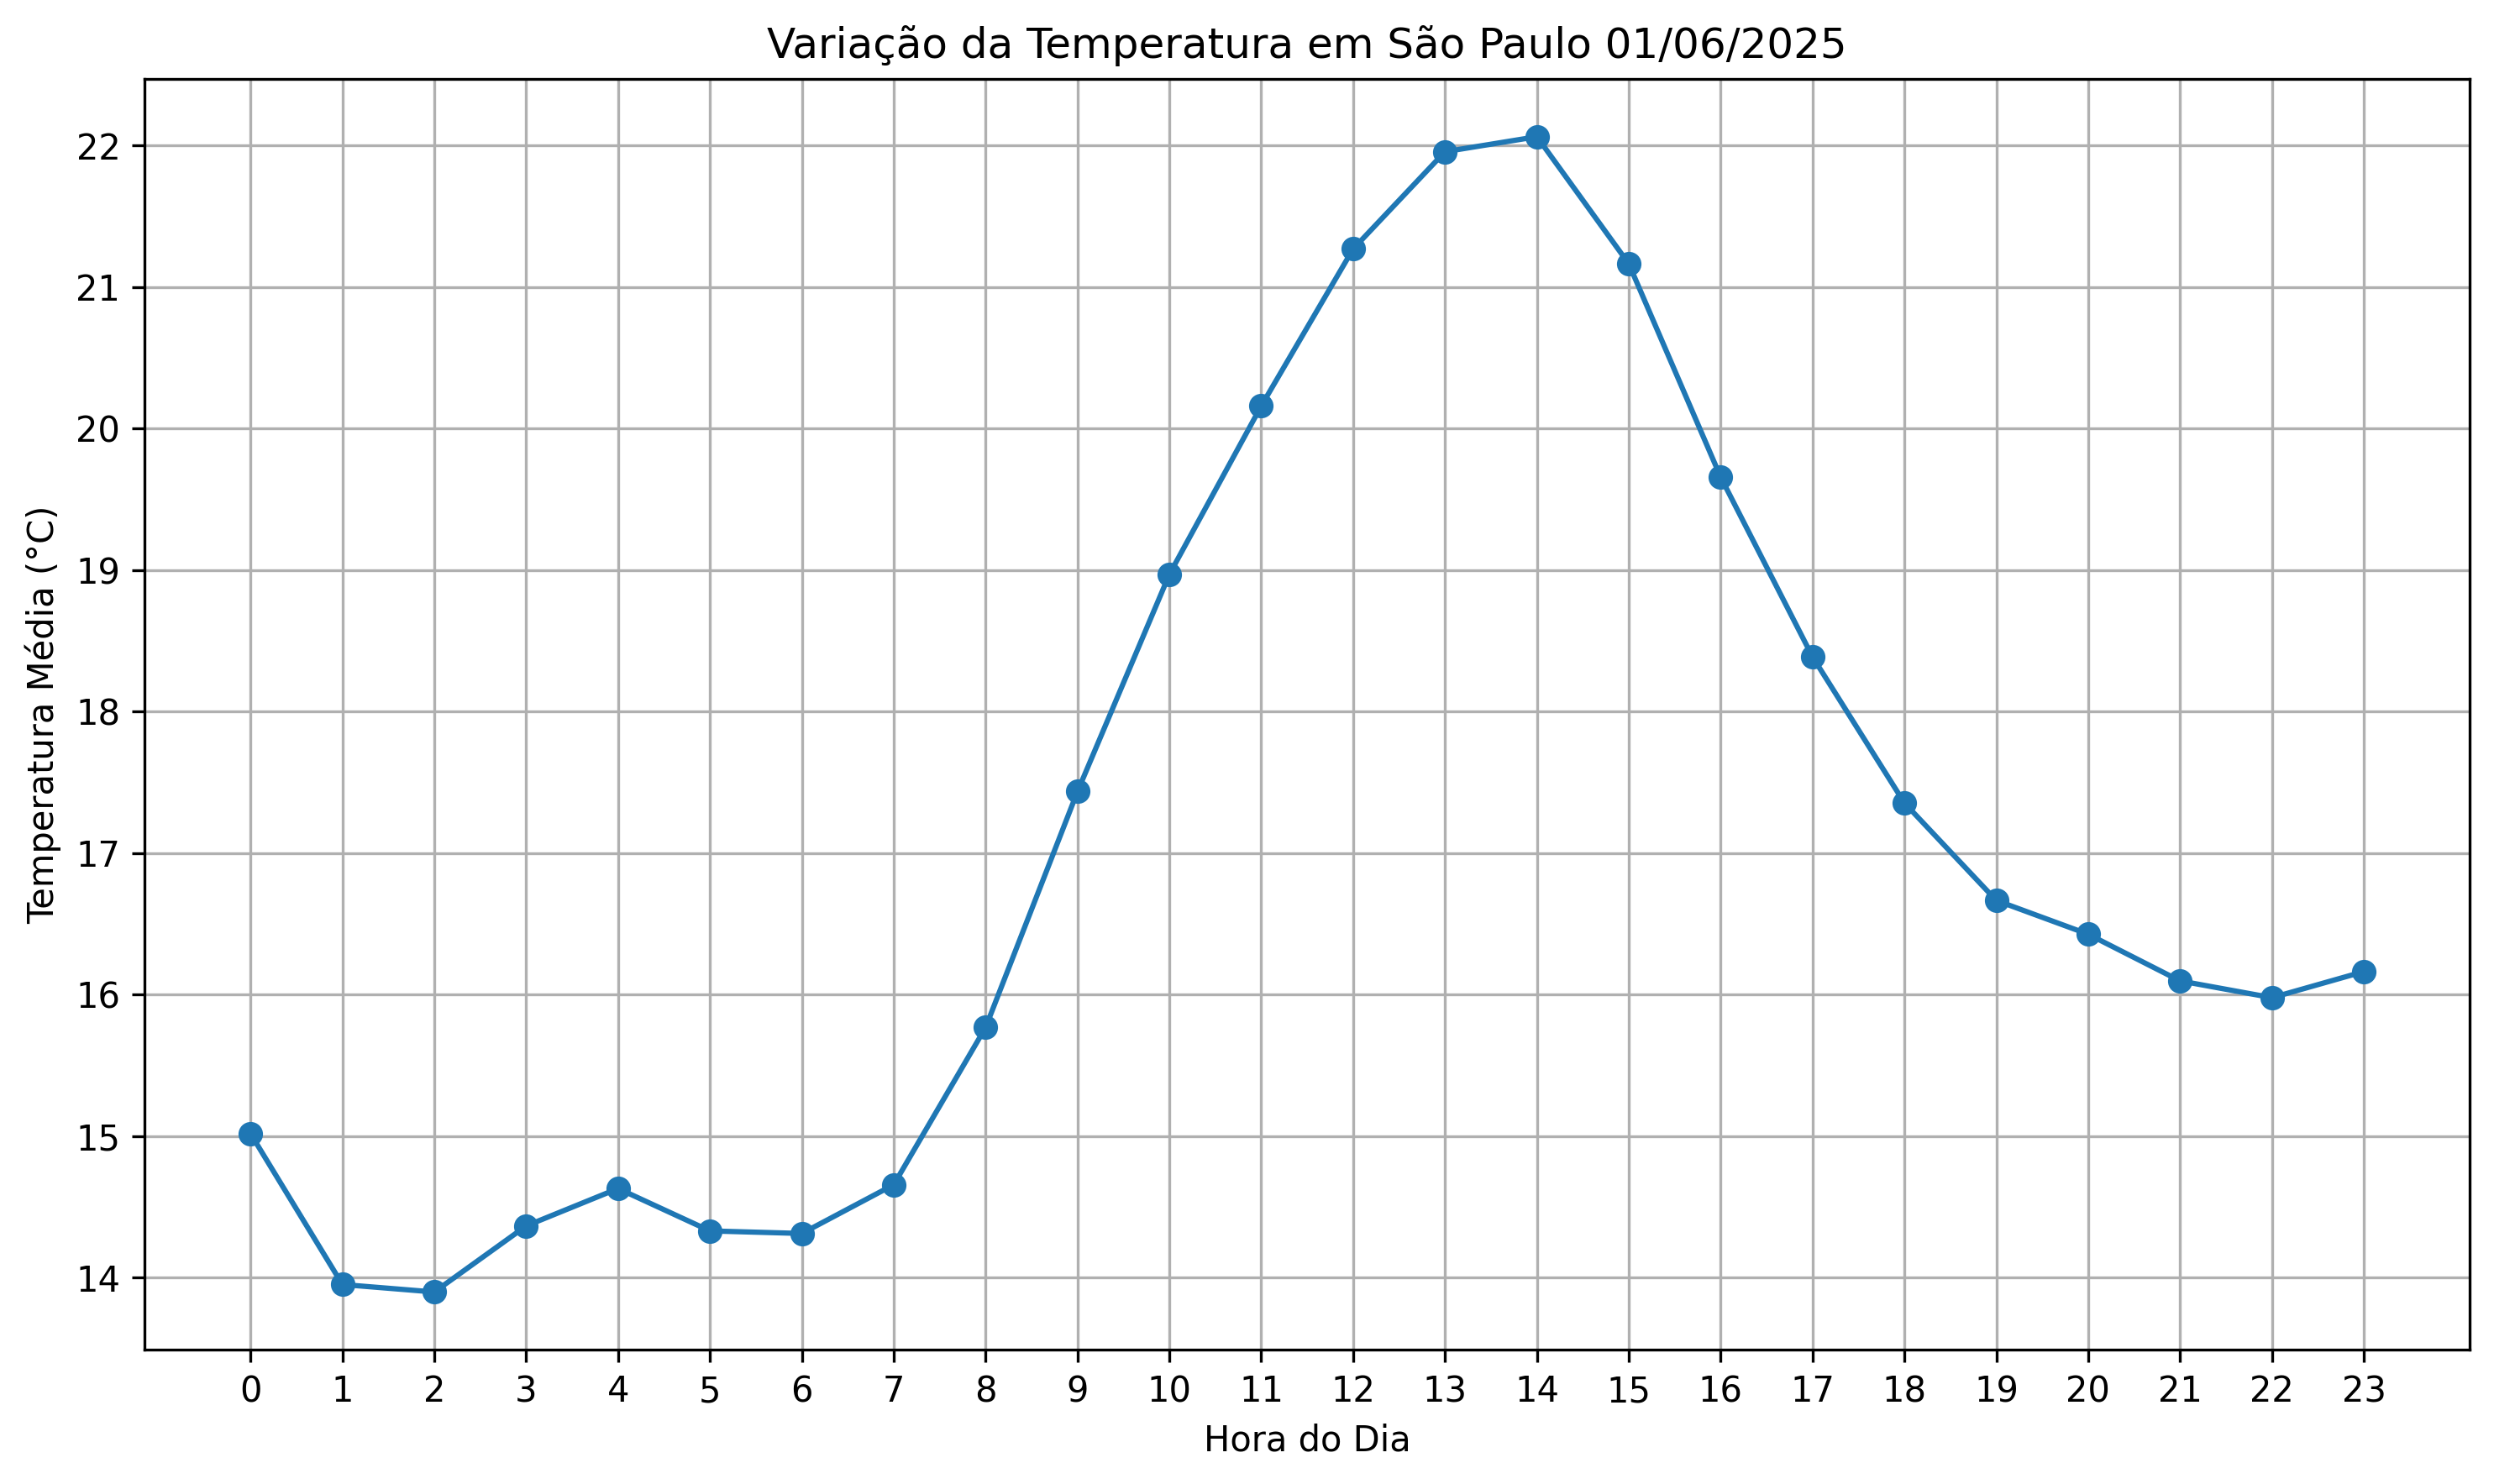 Variação da Temperatura em São Paulo 01/06/2025
Temperatura Média (°C)
22
21
20
19
18
17
16
15
14
0 1 2 3 4 5 6 7 8 9 10 11 12 13 14 15 16 17 18 19 20 21 22 23
Hora do Dia